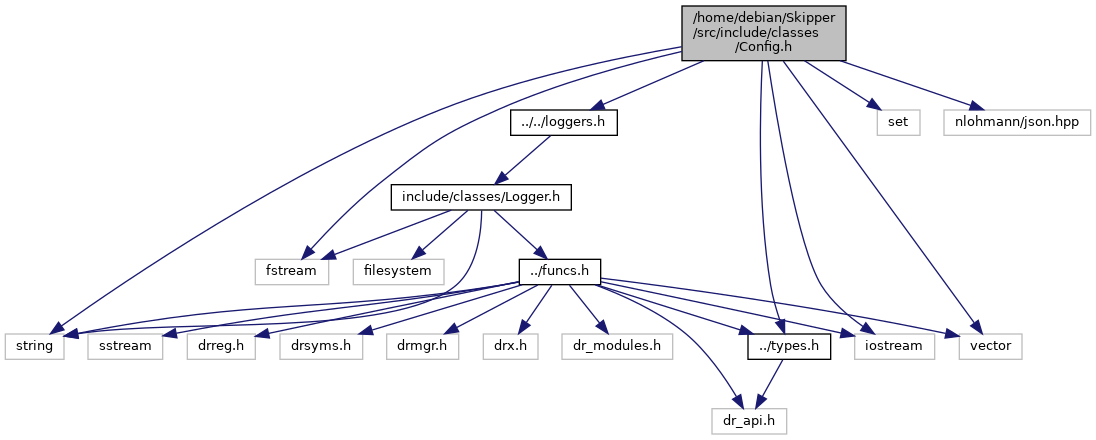 /home/debian/Skipper
/src/include/classes
/Config.h
../../loggers.h
set
nlohmann/json.hpp
include/classes/Logger.h
fstream
filesystem
../funcs.h
string
sstream
drreg.h
drsyms.h
drmgr.h
drx.h
dr_modules.h
../types.h
iostream
vector
dr_api.h